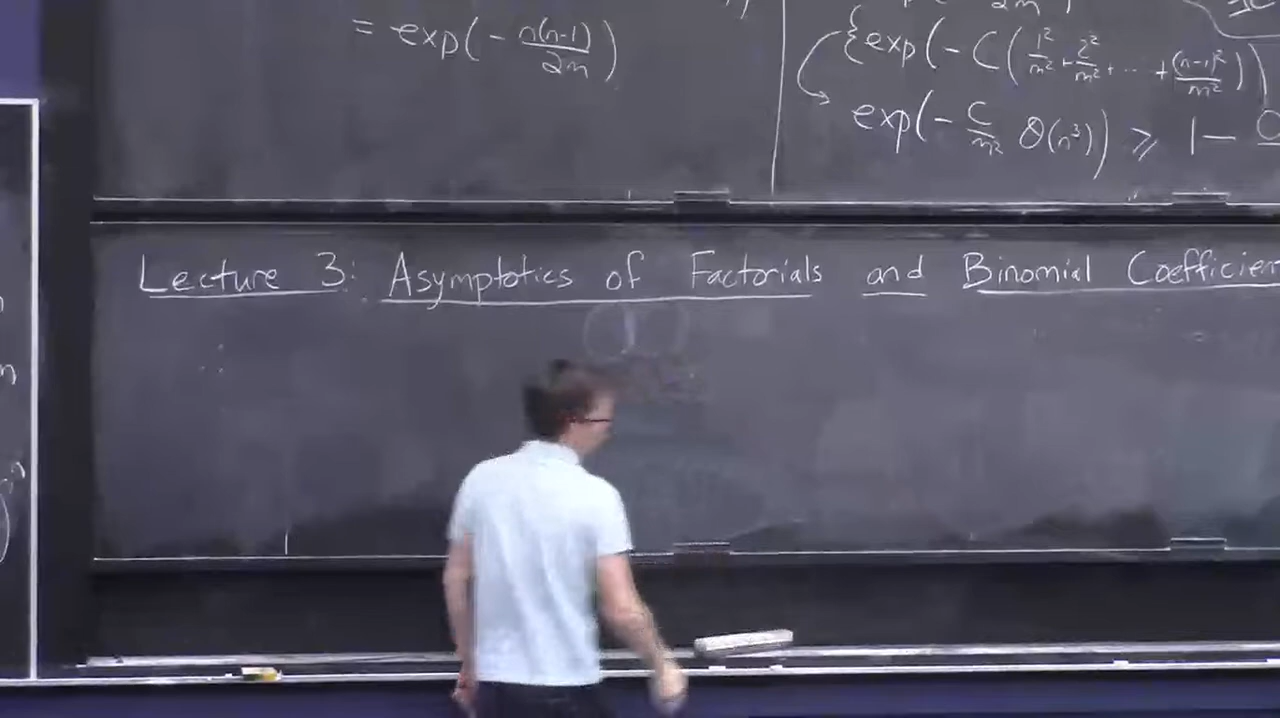 = exp(- n(n-1)/2m)
{exp(- C(1²/m² + 2²/m² + ... + (n-1)²/m²))
exp(- C/m² Θ(n³)) ⩾ 1 -
Lecture 3: Asymptotics of Factorials and Binomial Coefficien